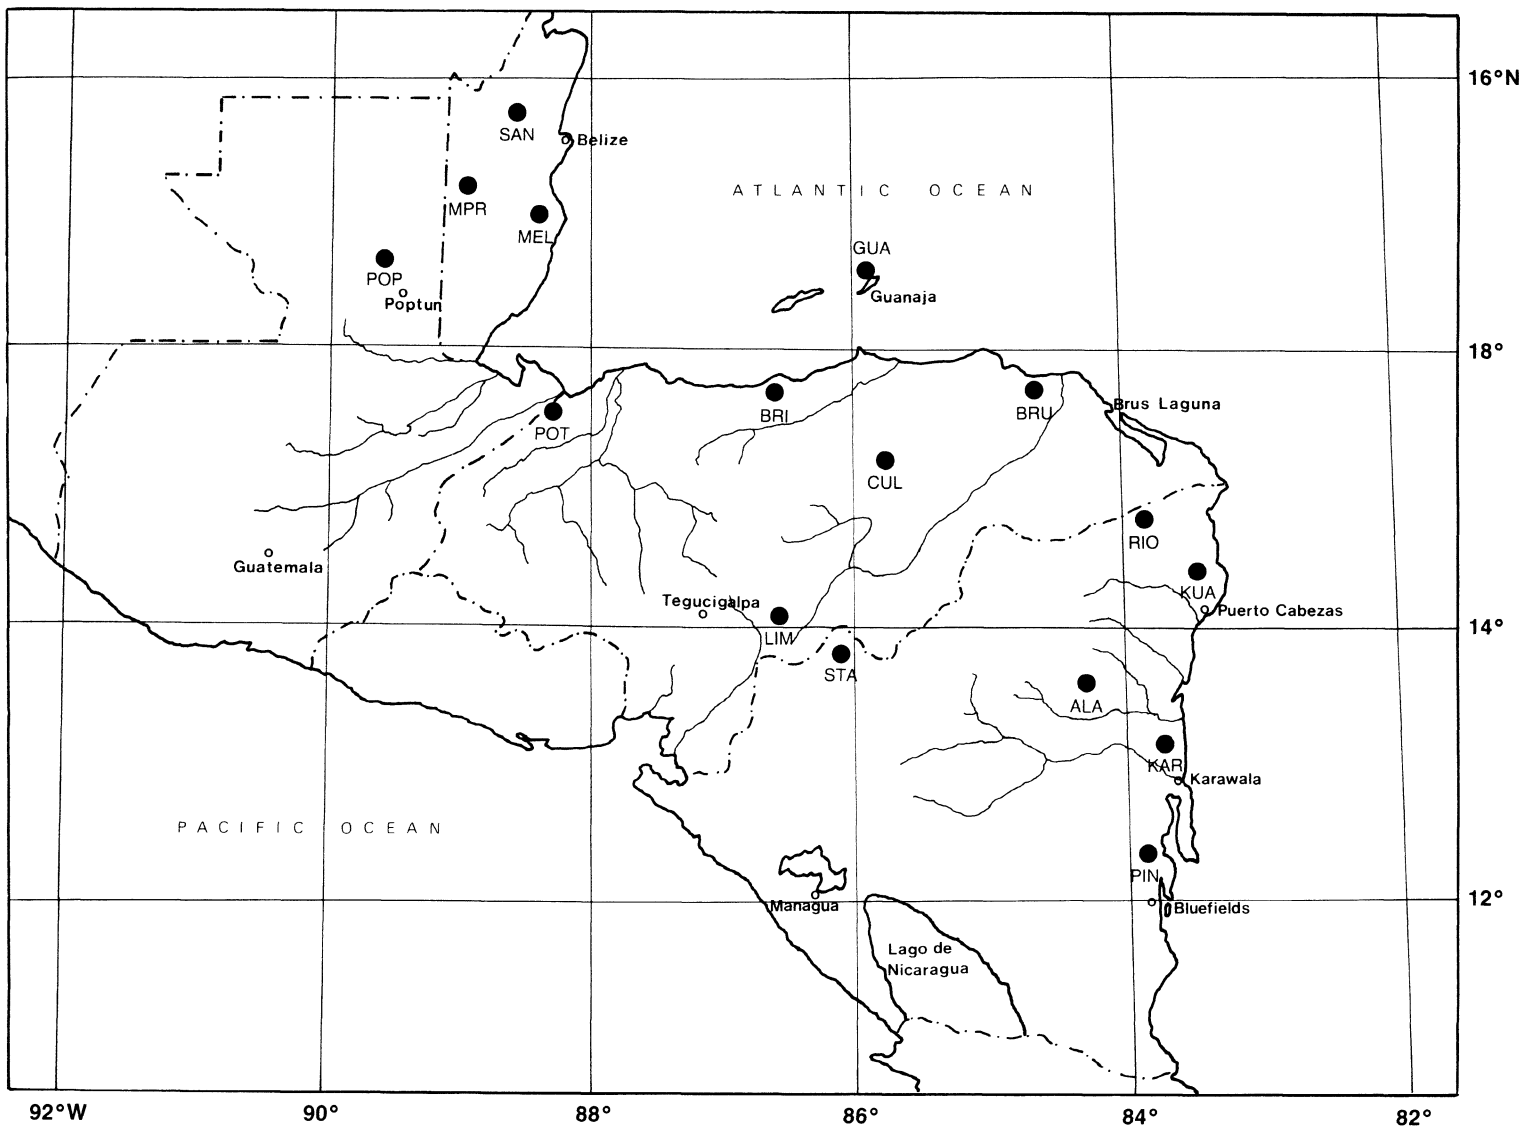 16°N
SAN
Belize
MPR
ATLANTIC OCEAN
MEL
GUA
POP
Poptun
Guanaja
18°
BRI
BRU
Brus Laguna
POT
CUL
RIO
Guatemala
KUA
Tegucigalpa
Puerto Cabezas
LIM
14°
STA
ALA
KAR
Karawala
PACIFIC OCEAN
PIN
12°
Managua
Bluefields
Lago de
Nicaragua
92°W
90°
88°
86°
84°
82°